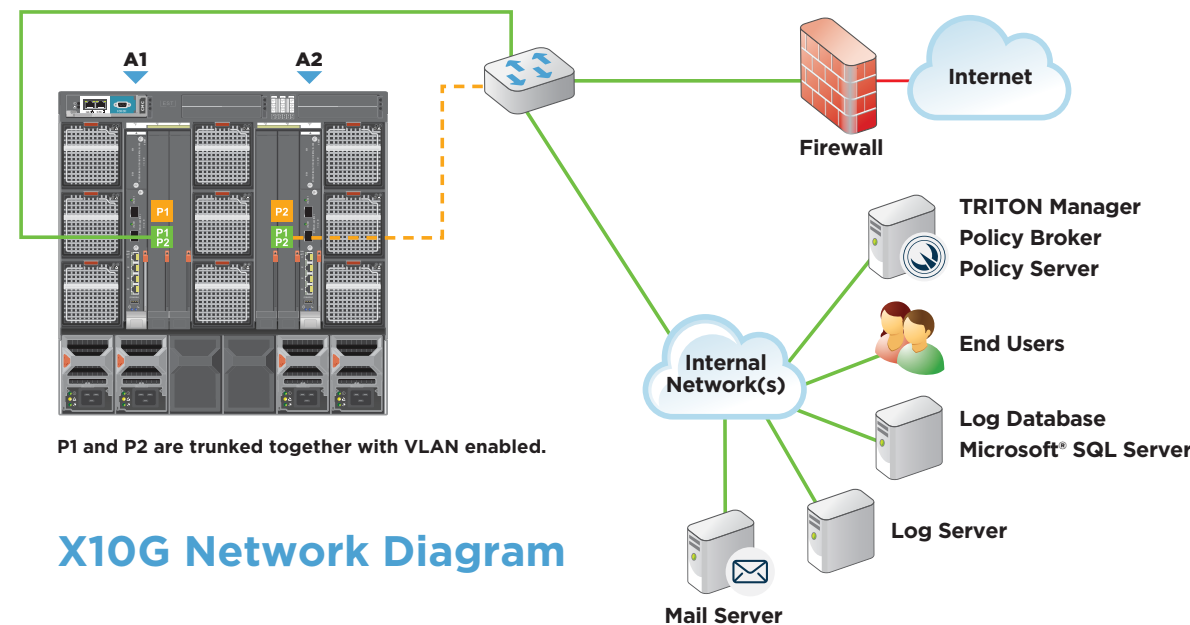 A1
A2
Internet
Firewall
P1
P2
P1
P2
P1
P2
TRITON Manager
Policy Broker
Policy Server
End Users
Internal
Network(s)
Log Database
Microsoft® SQL Server
P1 and P2 are trunked together with VLAN enabled.
X10G Network Diagram
Log Server
Mail Server